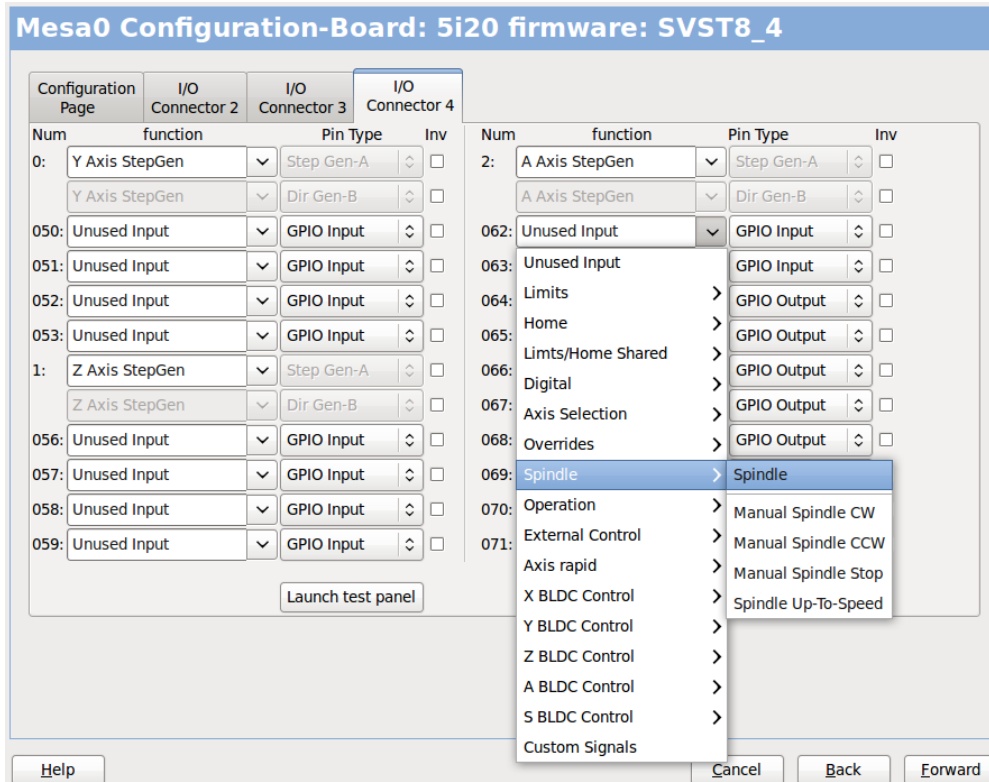 Mesa0 Configuration-Board: 5i20 firmware: SVST8_4
Configuration Page
I/O Connector 2
I/O Connector 3
I/O Connector 4
Num function Pin Type Inv Num function Pin Type Inv
0: Y Axis StepGen Step Gen-A 2: A Axis StepGen Step Gen-A
Y Axis StepGen Dir Gen-B A Axis StepGen Dir Gen-B
050: Unused Input GPIO Input 062: Unused Input GPIO Input
051: Unused Input GPIO Input 063: GPIO Input
052: Unused Input GPIO Input 064: GPIO Output
053: Unused Input GPIO Input 065: GPIO Output
1: Z Axis StepGen Step Gen-A 066: GPIO Output
Z Axis StepGen Dir Gen-B 067: GPIO Output
056: Unused Input GPIO Input 068: GPIO Output
057: Unused Input GPIO Input 069:
058: Unused Input GPIO Input 070:
059: Unused Input GPIO Input 071:
Unused Input
Limits
Home
Limts/Home Shared
Digital
Axis Selection
Overrides
Spindle
Operation
External Control
Axis rapid
X BLDC Control
Y BLDC Control
Z BLDC Control
A BLDC Control
S BLDC Control
Custom Signals
Spindle
Manual Spindle CW
Manual Spindle CCW
Manual Spindle Stop
Spindle Up-To-Speed
Launch test panel
Help Cancel Back Forward